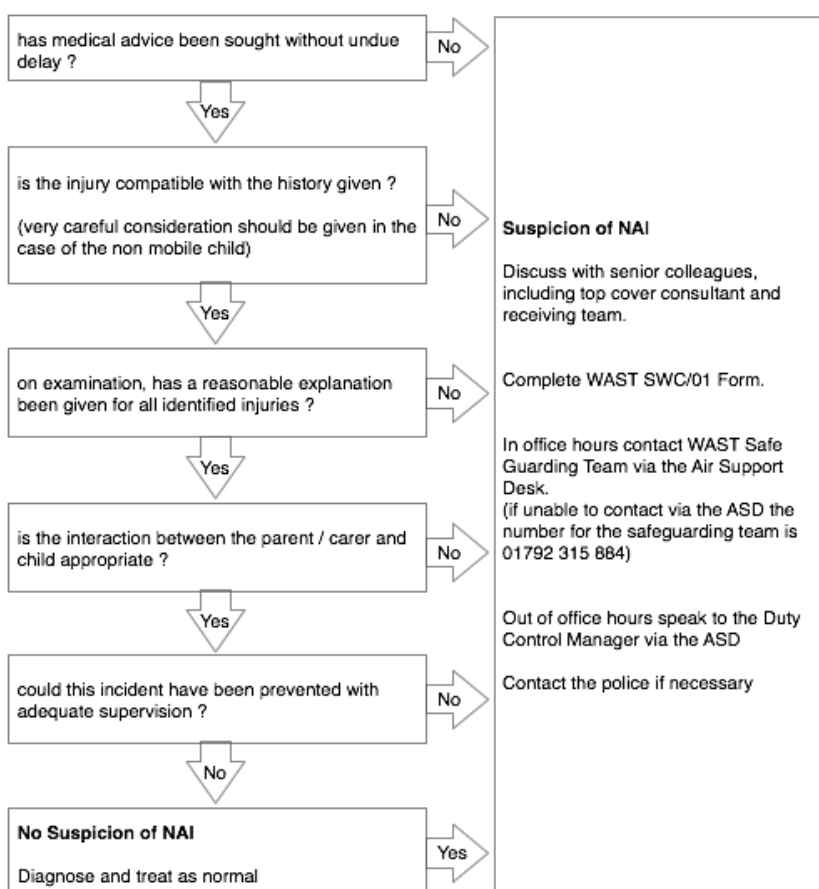 has medical advice been sought without undue
delay ?
No
Yes
is the injury compatible with the history given ?
(very careful consideration should be given in the
case of the non mobile child)
No
Yes
on examination, has a reasonable explanation
been given for all identified injuries ?
No
Yes
is the interaction between the parent / carer and
child appropriate ?
No
Yes
could this incident have been prevented with
adequate supervision ?
No
No
No Suspicion of NAI
Diagnose and treat as normal
Yes
Suspicion of NAI
Discuss with senior colleagues,
including top cover consultant and
receiving team.
Complete WAST SWC/01 Form.
In office hours contact WAST Safe
Guarding Team via the Air Support
Desk.
(if unable to contact via the ASD the
number for the safeguarding team is
01792 315 884)
Out of office hours speak to the Duty
Control Manager via the ASD
Contact the police if necessary